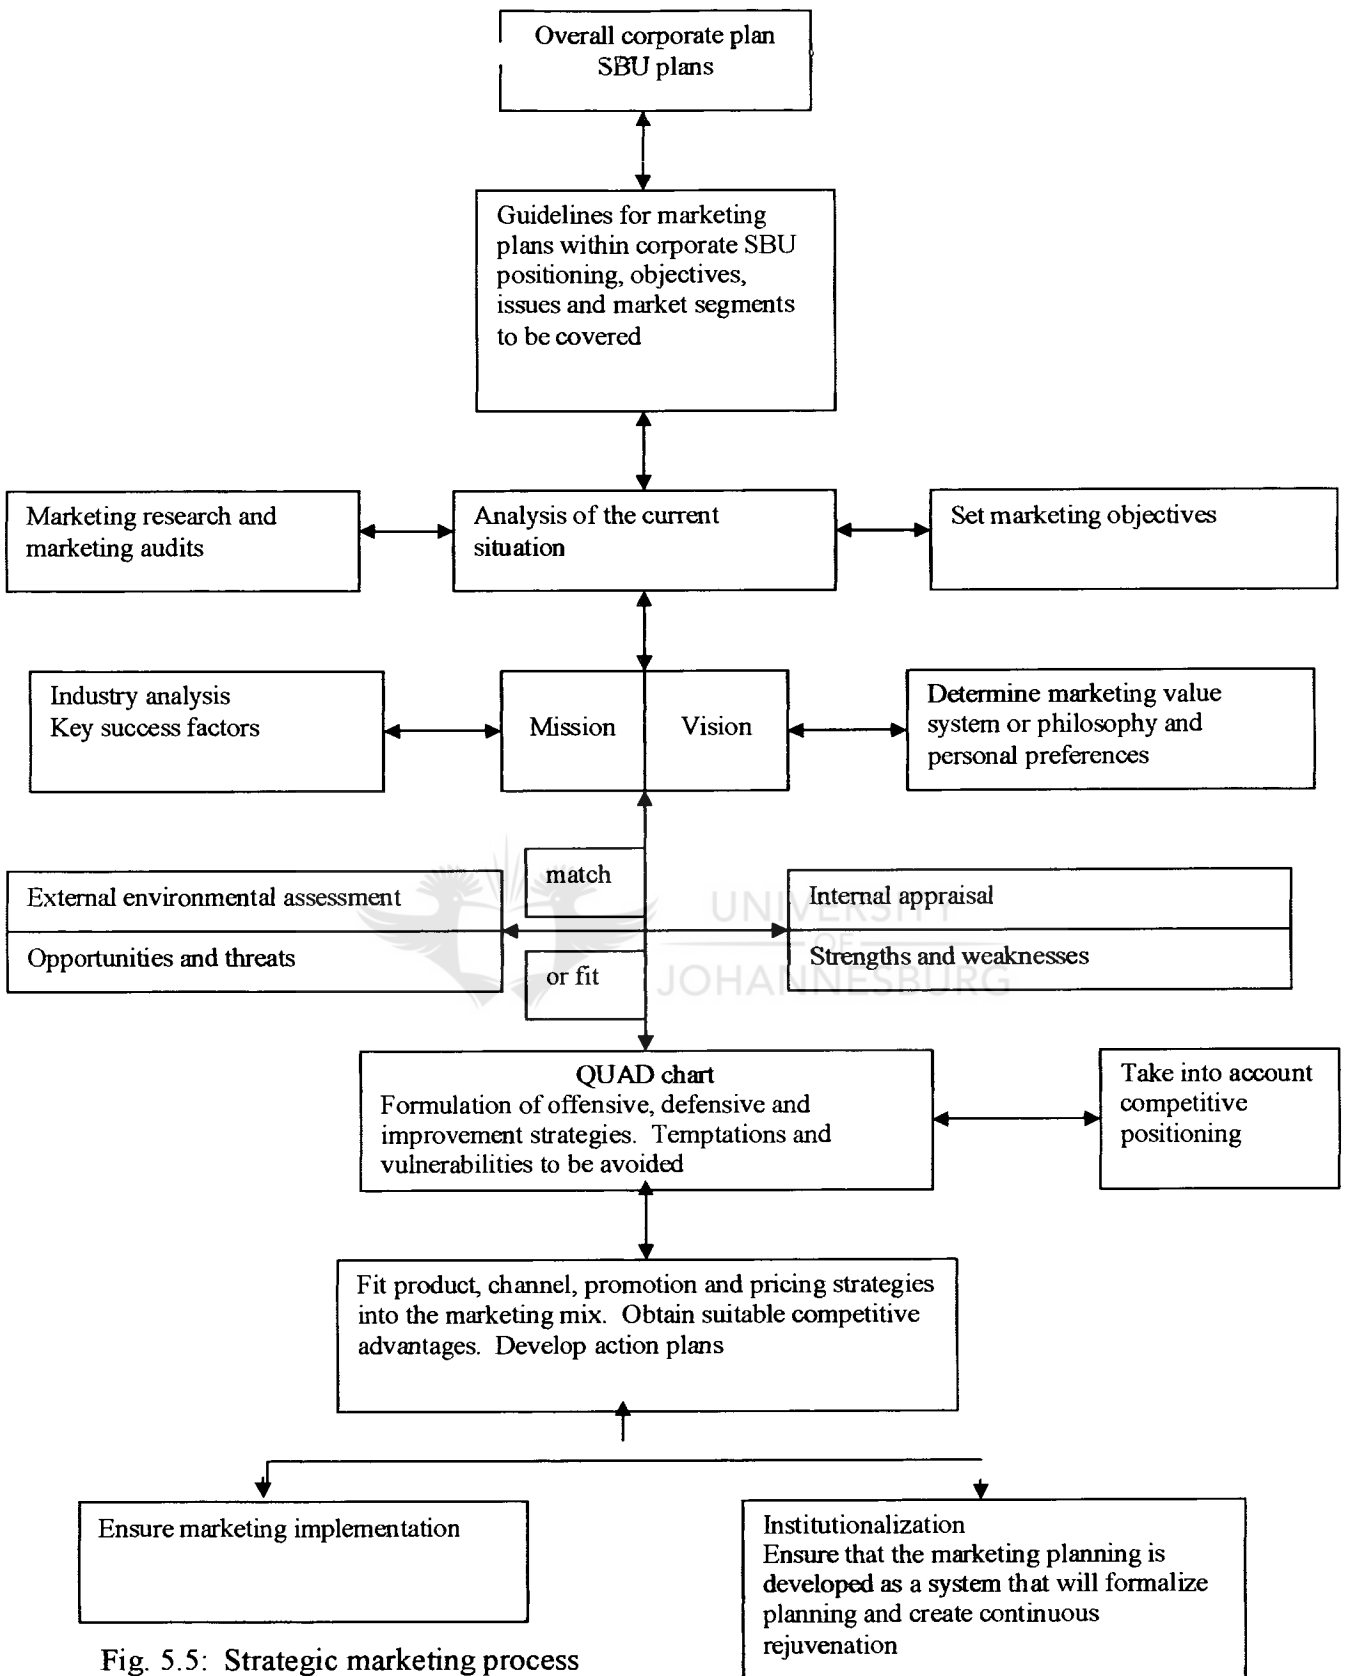 Overall corporate plan
SBU plans
Guidelines for marketing
plans within corporate SBU
positioning, objectives,
issues and market segments
to be covered
Marketing research and
marketing audits
Analysis of the current
situation
Set marketing objectives
Industry analysis
Key success factors
Mission
Vision
Determine marketing value
system or philosophy and
personal preferences
match
External environmental assessment
Opportunities and threats
or fit
UNIVERSITY
OF
JOHANNESBURG
Internal appraisal
Strengths and weaknesses
QUAD chart
Formulation of offensive, defensive and
improvement strategies. Temptations and
vulnerabilities to be avoided
Take into account
competitive
positioning
Fit product, channel, promotion and pricing strategies
into the marketing mix. Obtain suitable competitive
advantages. Develop action plans
Ensure marketing implementation
Institutionalization
Ensure that the marketing planning is
developed as a system that will formalize
planning and create continuous
rejuvenation
Fig. 5.5: Strategic marketing process